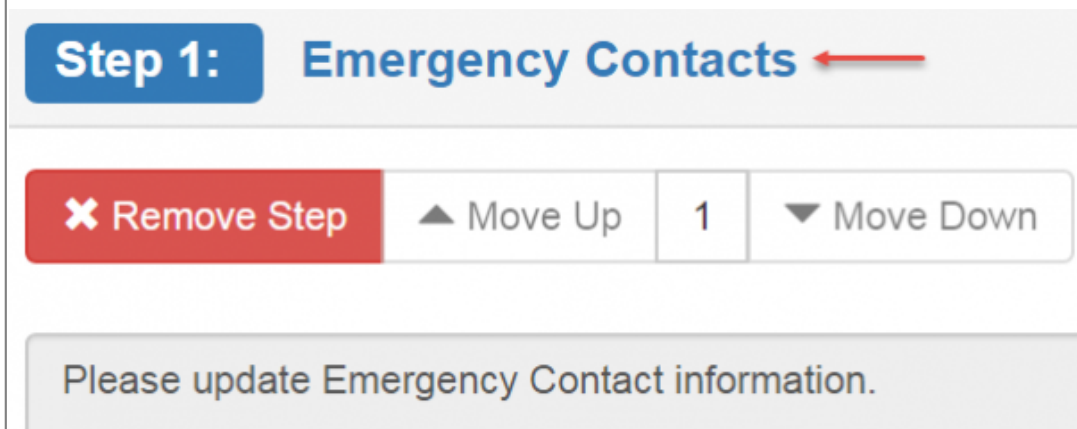 Step 1: Emergency Contacts
Remove Step Move Up 1 Move Down
Please update Emergency Contact information.